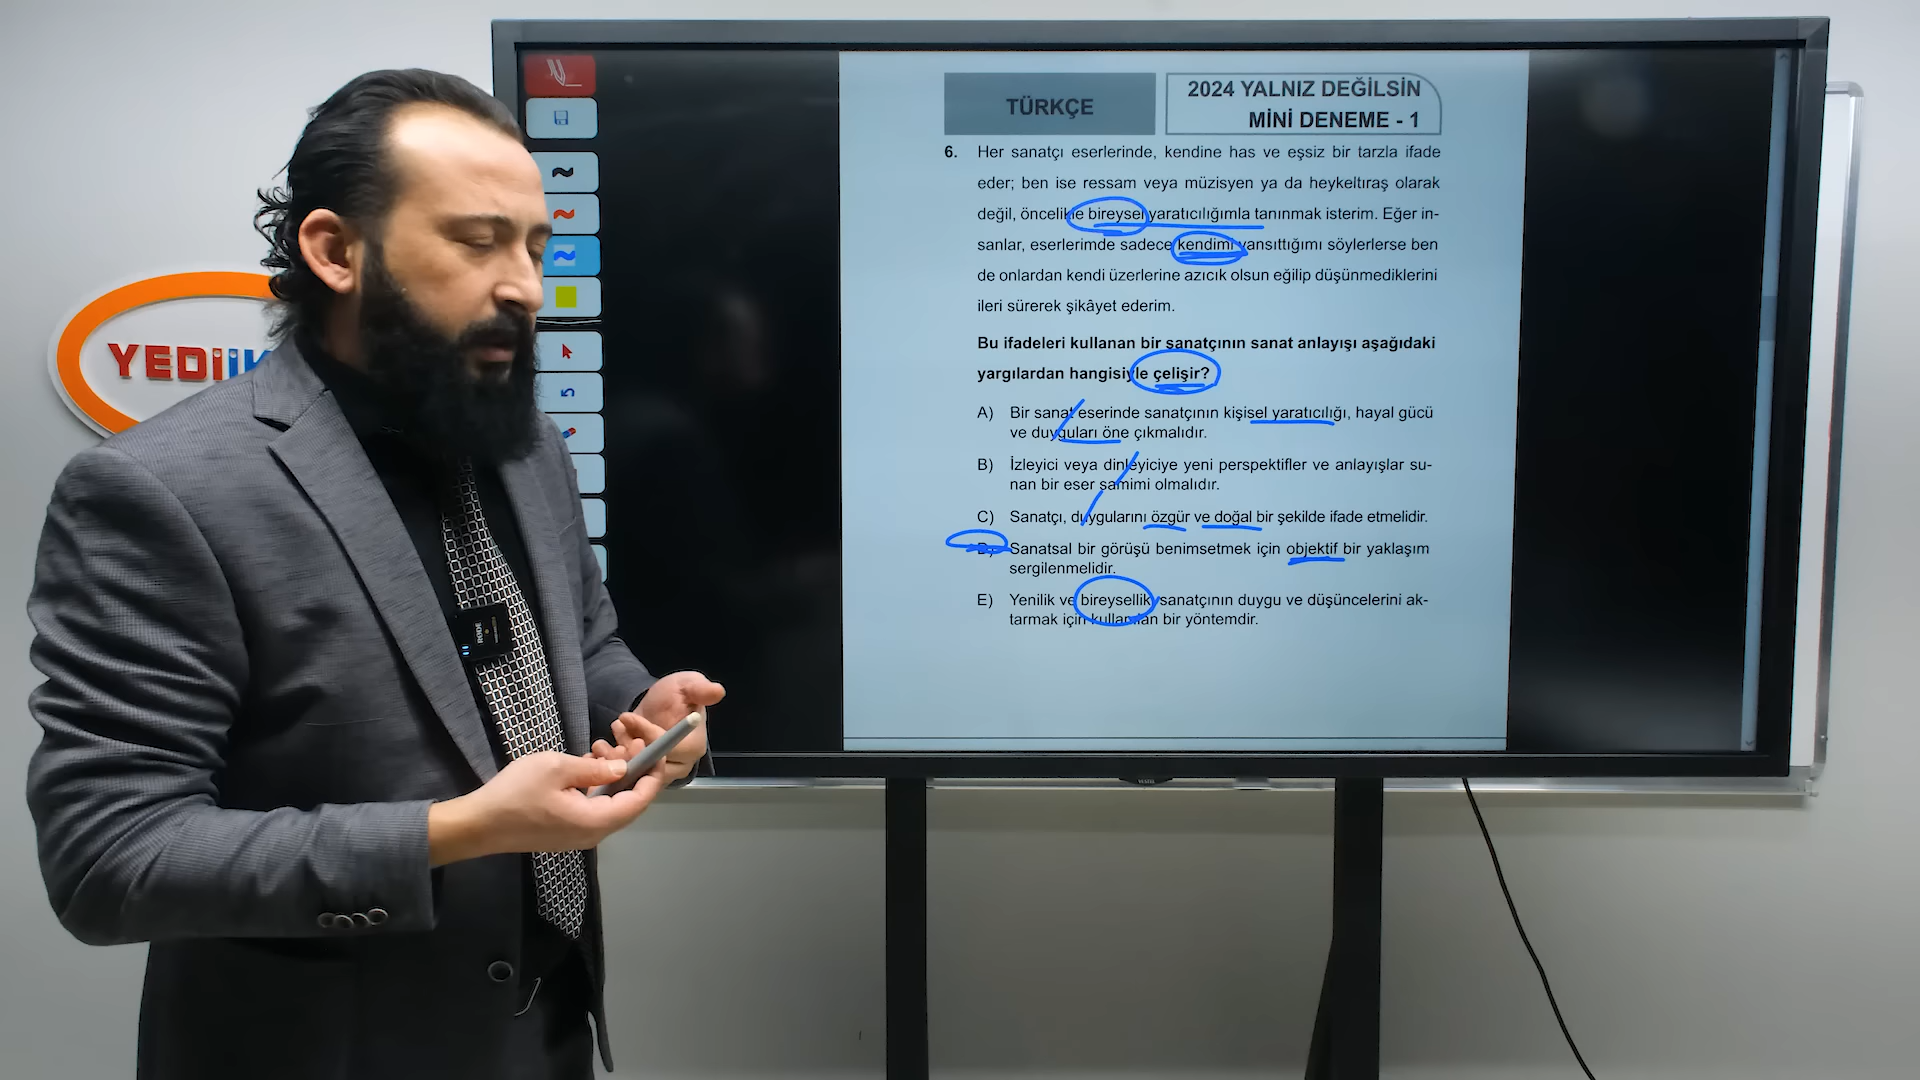 TÜRKÇE
2024 YALNIZ DEĞİLSİN
MİNİ DENEME - 1
6. Her sanatçı eserlerinde, kendine has ve eşsiz bir tarzla ifade
eder; ben ise ressam veya müzisyen ya da heykeltıraş olarak
değil, öncelikle bireysel yaratıcılığımla tanınmak isterim. Eğer in-
sanlar, eserlerimde sadece kendimi yansıttığımı söylerlerse ben
de onlardan kendi üzerlerine azıcık olsun eğilip düşünmediklerini
ileri sürerek şikâyet ederim.
Bu ifadeleri kullanan bir sanatçının sanat anlayışı aşağıdaki
yargılardan hangisiyle çelişir?
A) Bir sanat eserinde sanatçının kişisel yaratıcılığı, hayal gücü
ve duyguları öne çıkmalıdır.
B) İzleyici veya dinleyiciye yeni perspektifler ve anlayışlar su-
nan bir eser samimi olmalıdır.
C) Sanatçı, duygularını özgür ve doğal bir şekilde ifade etmelidir.
D) Sanatsal bir görüşü benimsetmek için objektif bir yaklaşım
sergilenmelidir.
E) Yenilik ve bireysellik sanatçının duygu ve düşüncelerini ak-
tarmak için kullanılan bir yöntemdir.
YEDİİK
RODE